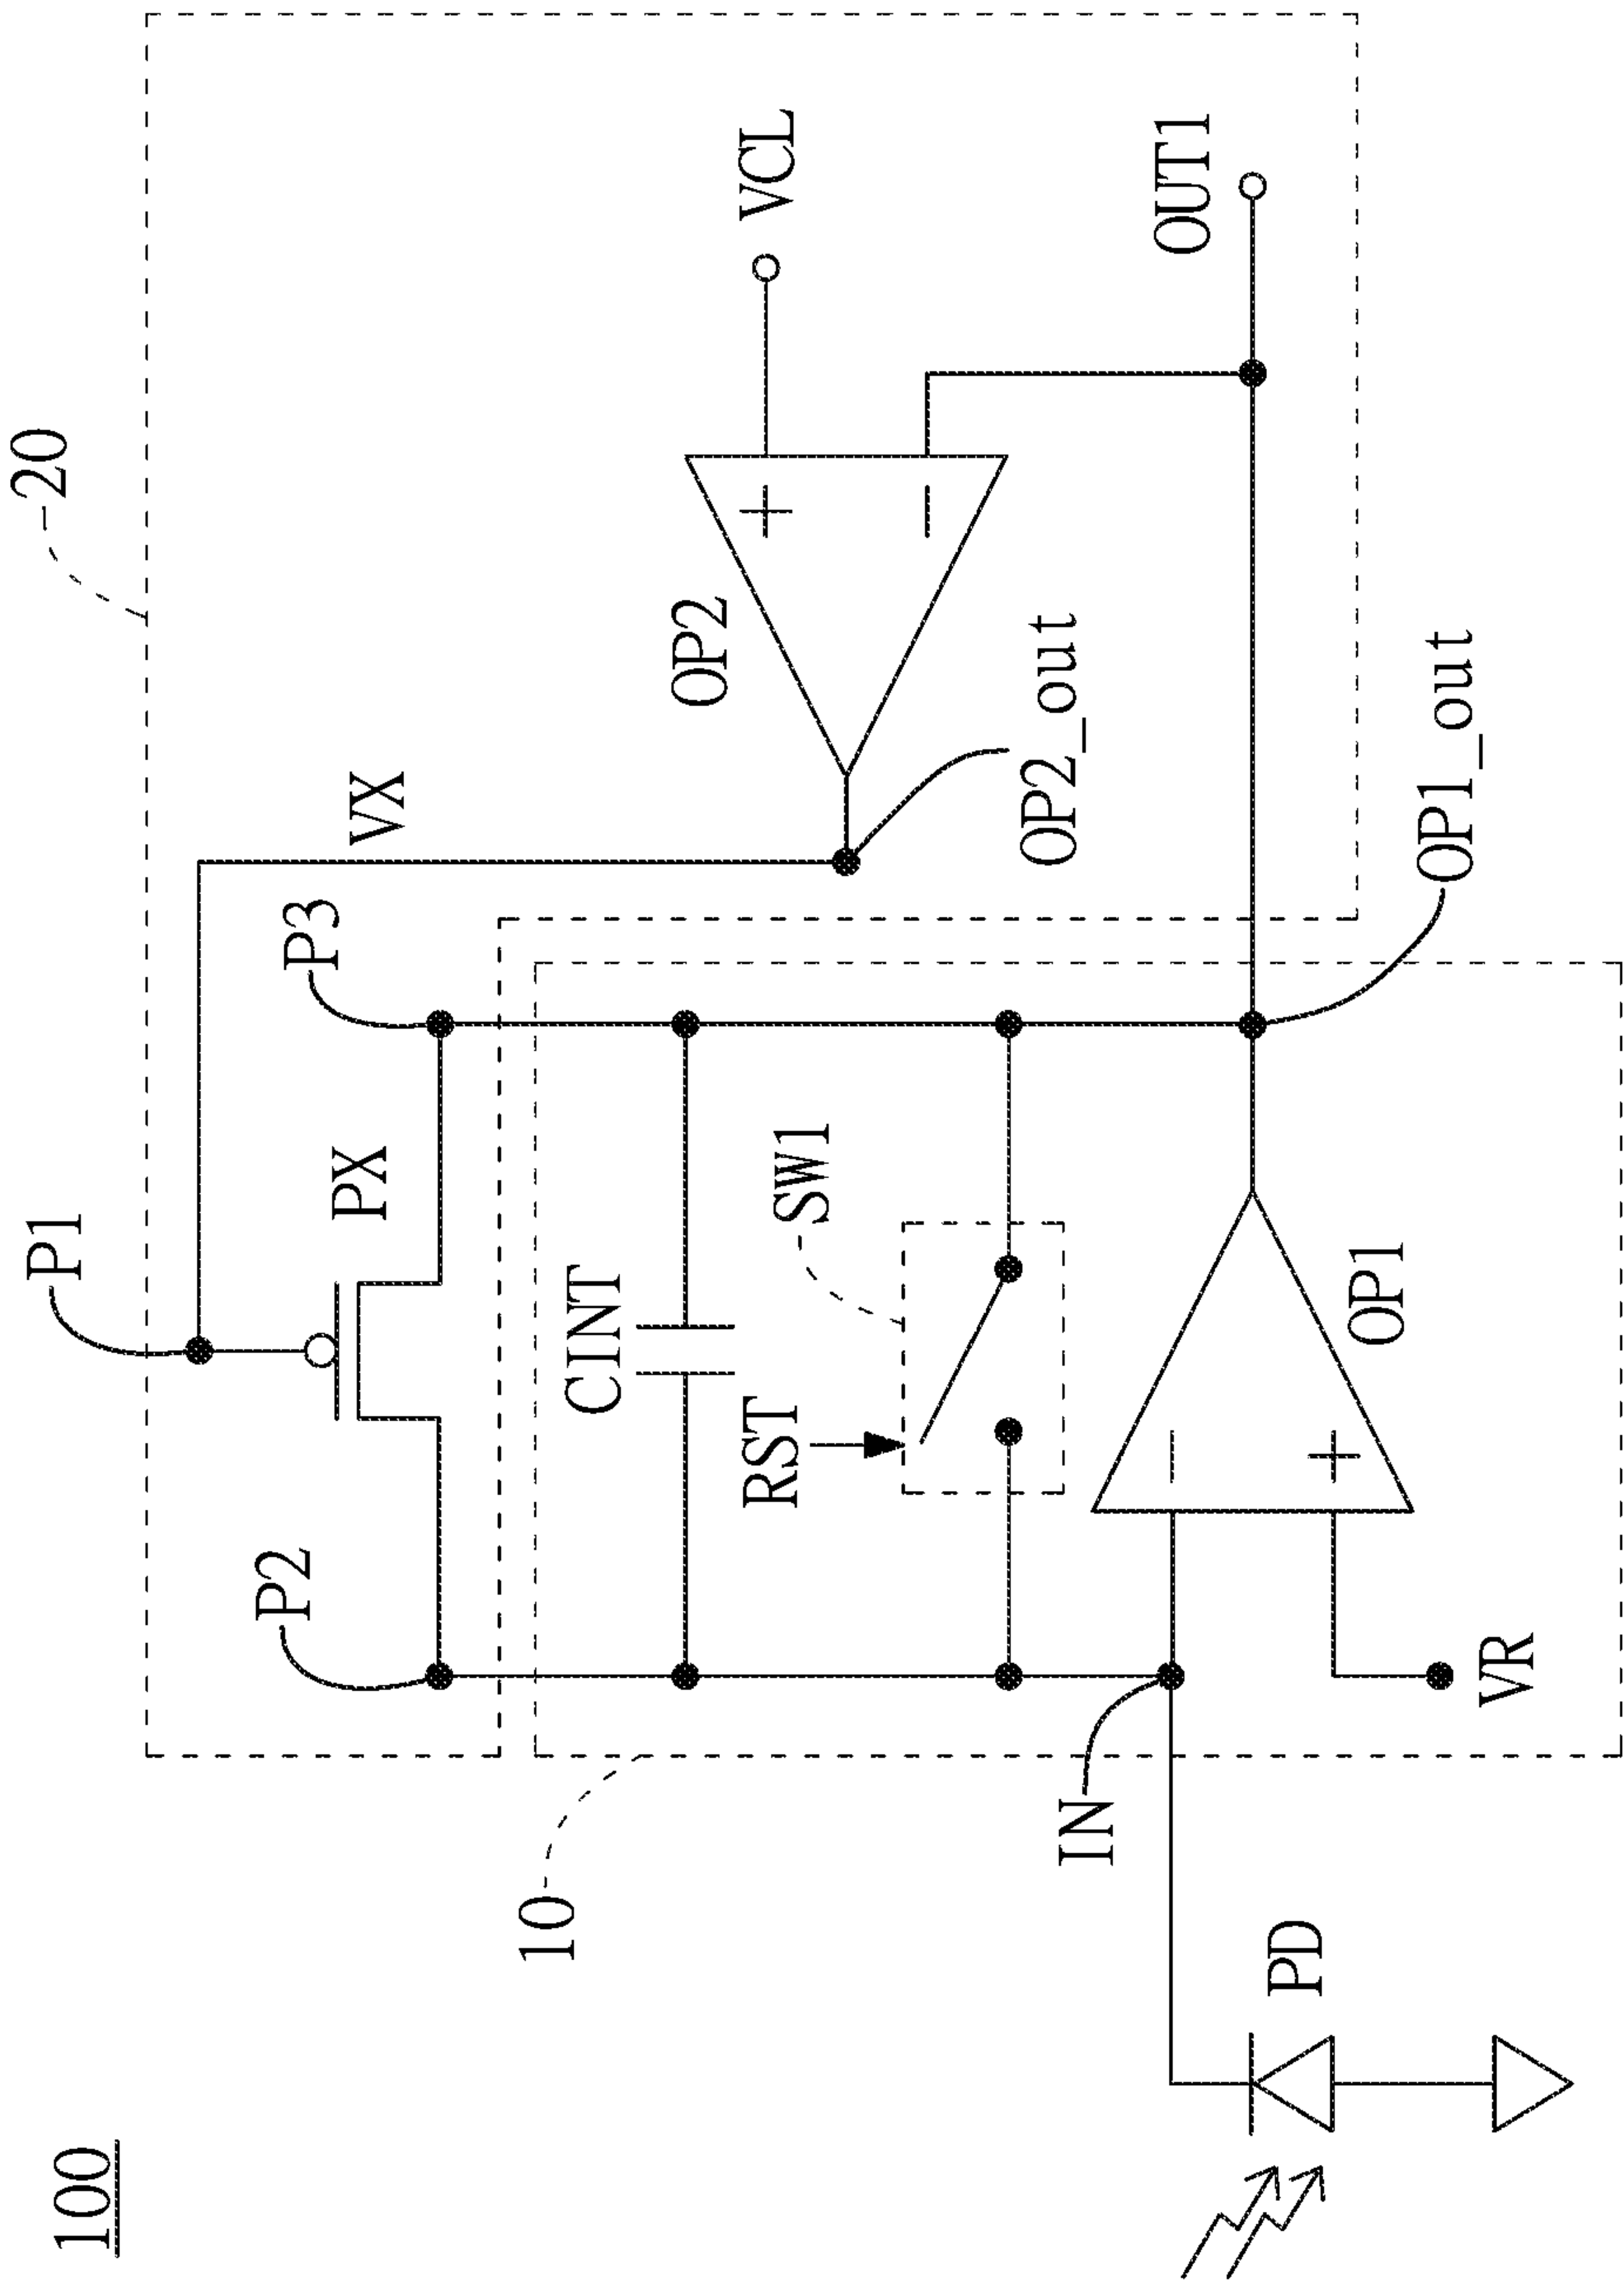 100
20
P1
P2
P3
PX
VX
VCL
OP2
OP2_out
OUT1
CINT
RST
SW1
10
IN
−
+
+
−
OP1
OP1_out
VR
PD